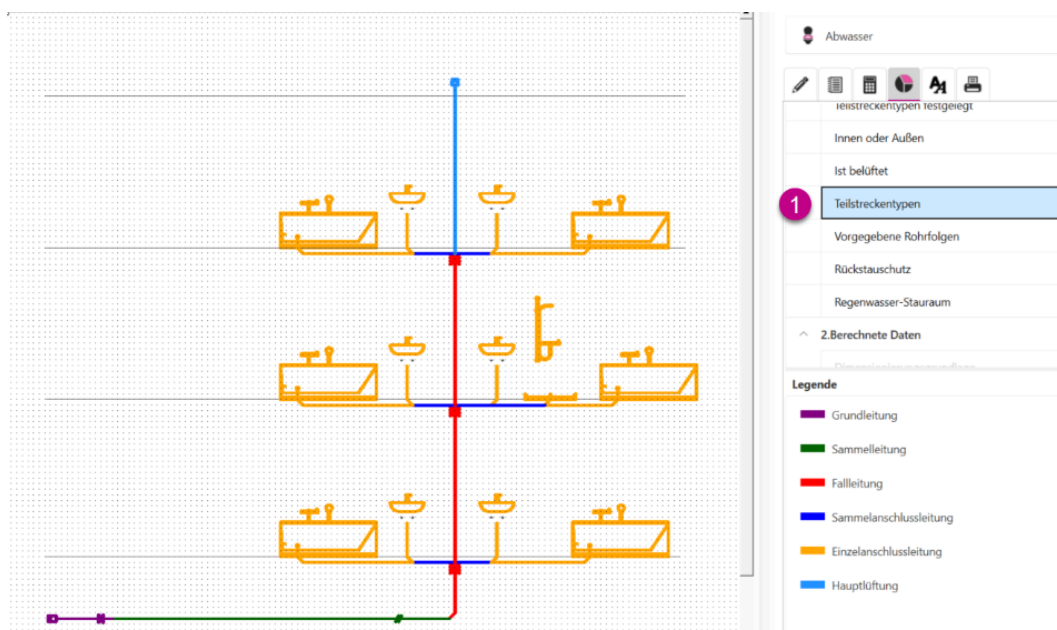 Abwasser
Teilstreckentypen festgelegt
Innen oder Außen
Ist belüftet
1
Teilstreckentypen
Vorgegebene Rohrfolgen
Rückstauschutz
Regenwasser-Stauraum
2.Berechnete Daten
Legende
Grundleitung
Sammelleitung
Fallleitung
Sammelanschlussleitung
Einzelanschlussleitung
Hauptlüftung